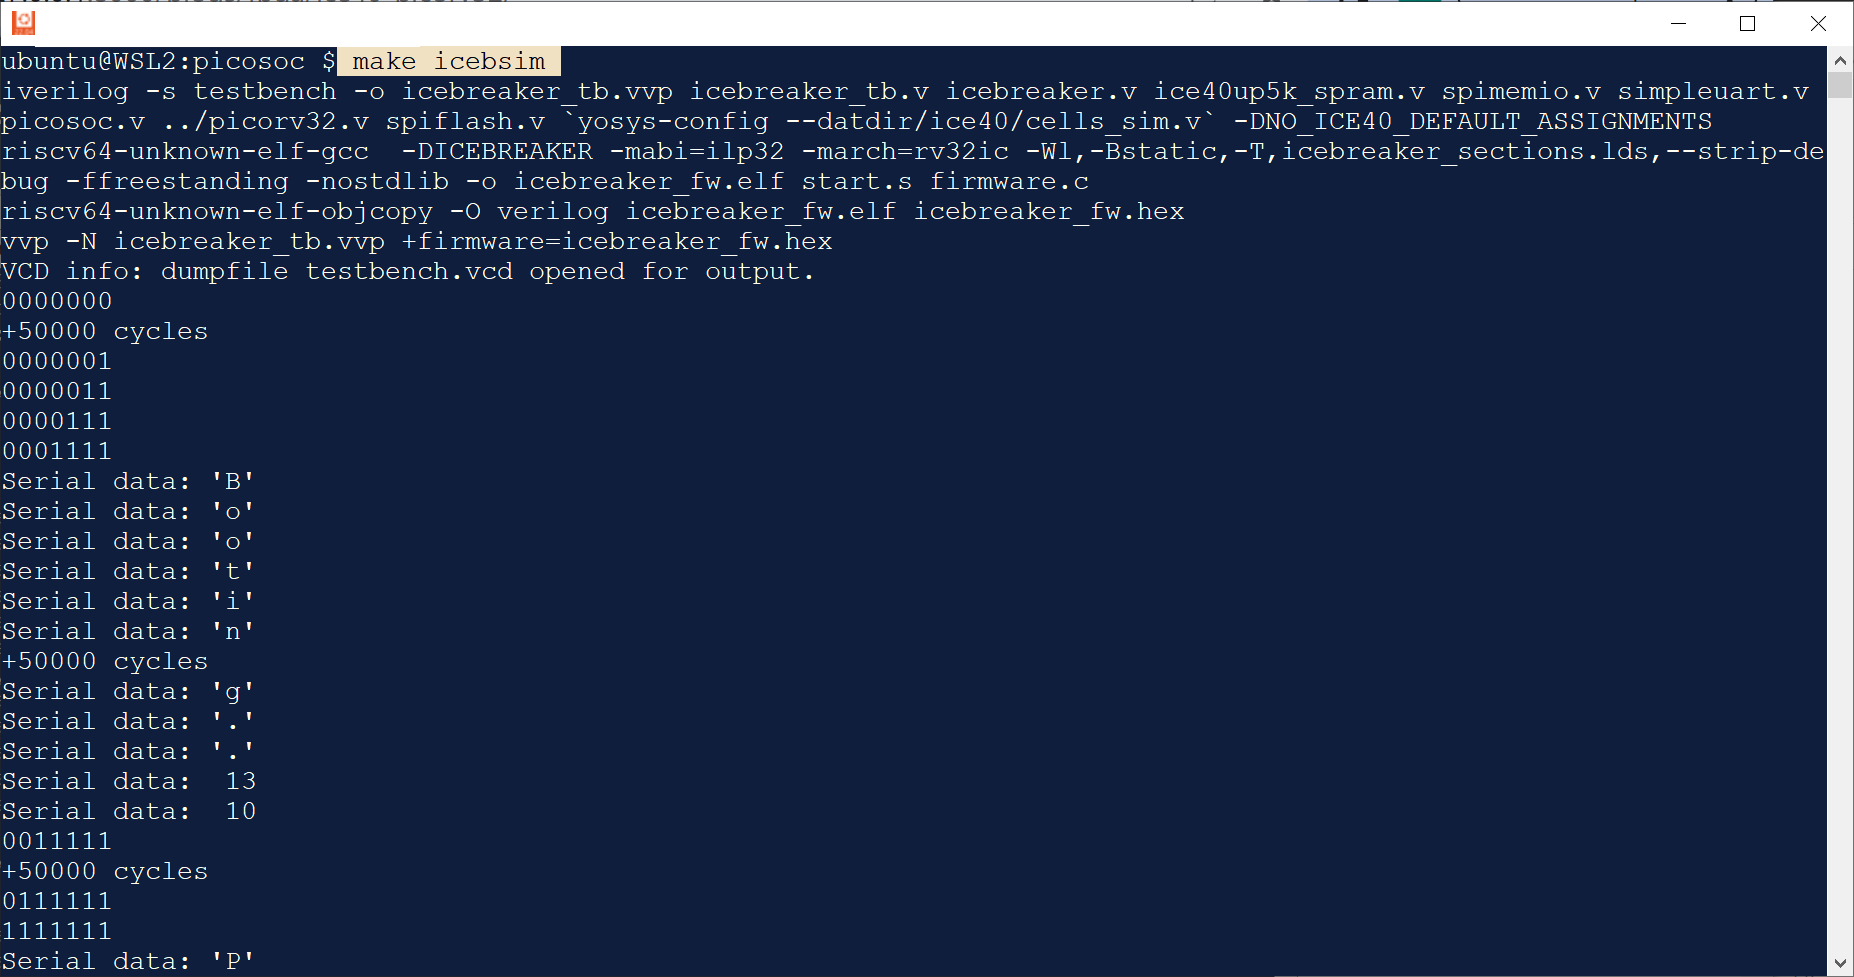 ubuntu@WSL2:picosoc $ make icebsim
iverilog -s testbench -o icebreaker_tb.vvp icebreaker_tb.v icebreaker.v ice40up5k_spram.v spimemio.v simpleuart.v
picosoc.v ../picorv32.v spiflash.v `yosys-config --datdir/ice40/cells_sim.v` -DNO_ICE40_DEFAULT_ASSIGNMENTS
riscv64-unknown-elf-gcc  -DICEBREAKER -mabi=ilp32 -march=rv32ic -Wl,-Bstatic,-T,icebreaker_sections.lds,--strip-de
bug -ffreestanding -nostdlib -o icebreaker_fw.elf start.s firmware.c
riscv64-unknown-elf-objcopy -O verilog icebreaker_fw.elf icebreaker_fw.hex
vvp -N icebreaker_tb.vvp +firmware=icebreaker_fw.hex
VCD info: dumpfile testbench.vcd opened for output.
0000000
+50000 cycles
0000001
0000011
0000111
0001111
Serial data: 'B'
Serial data: 'o'
Serial data: 'o'
Serial data: 't'
Serial data: 'i'
Serial data: 'n'
+50000 cycles
Serial data: 'g'
Serial data: '.'
Serial data: '.'
Serial data:  13
Serial data:  10
0011111
+50000 cycles
0111111
1111111
Serial data: 'P'